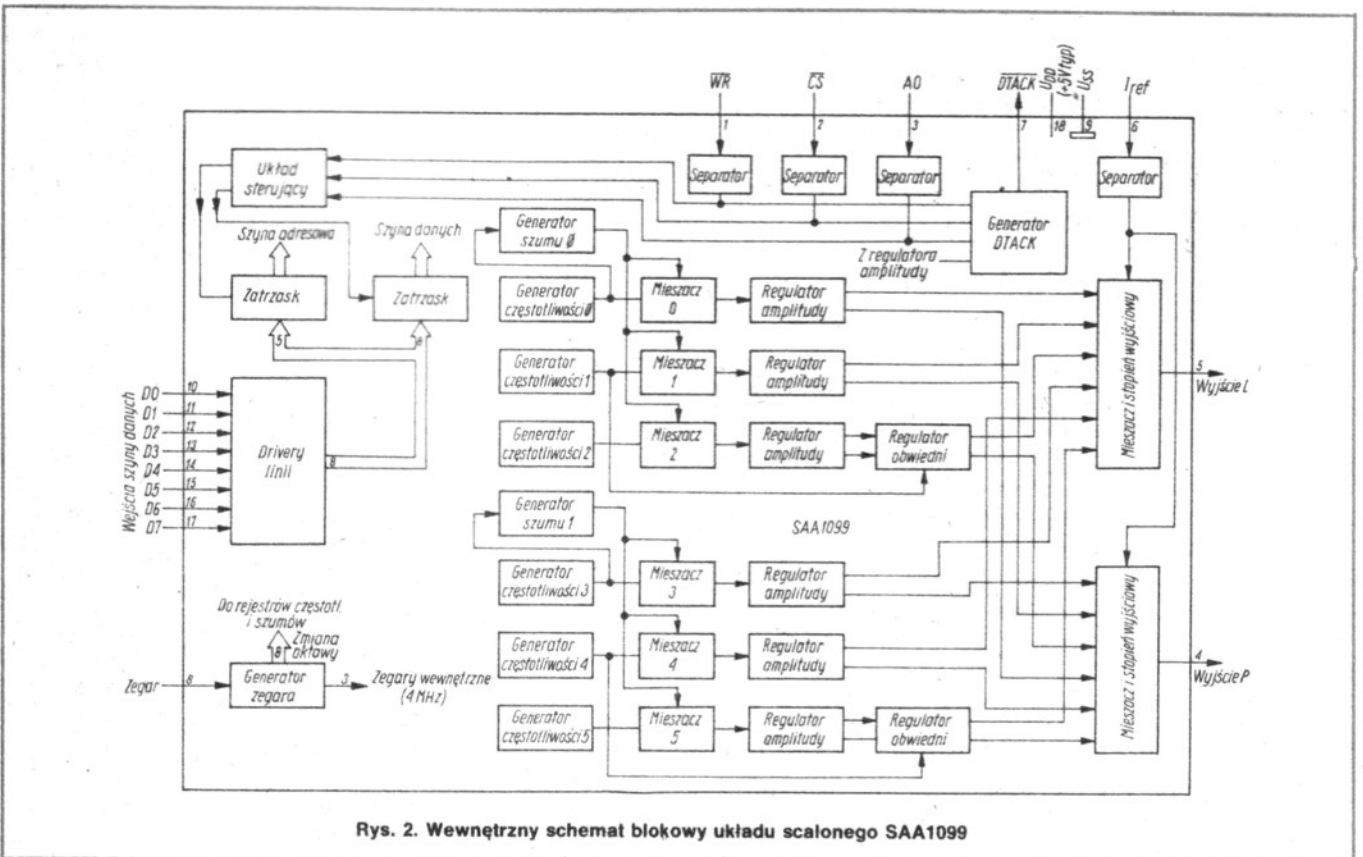 WR CS A0 DTACK UDD (+5V typ) USS Iref
1 2 3 7 18 9 6
Układ
sterujący
Separator Separator Separator Separator
Generator
DTACK
Z regulatora
amplitudy
Szyna adresowa Szyna danych
Zatrzask Zatrzask
5 8
Generator
szumu 0
Generator
częstotliwości 0
Mieszacz
0
Regulator
amplitudy
Generator
częstotliwości 1
Mieszacz
1
Regulator
amplitudy
Generator
częstotliwości 2
Mieszacz
2
Regulator
amplitudy
Regulator
obwiedni
Mieszacz i stopień wyjściowy
5
Wyjście L
Wejścia szyny danych
D0 10
D1 11
D2 12
D3 13
D4 14
D5 15
D6 16
D7 17
Drivery
linii
8
Generator
szumu 1
SAA1099
Generator
częstotliwości 3
Mieszacz
3
Regulator
amplitudy
Generator
częstotliwości 4
Mieszacz
4
Regulator
amplitudy
Generator
częstotliwości 5
Mieszacz
5
Regulator
amplitudy
Regulator
obwiedni
Mieszacz i stopień wyjściowy
4
Wyjście P
Do rejestrów częstotl.
i szumów
8 Zmiana
oktawy
Zegar 8
Generator
zegara
3
Zegary wewnętrzne
(4 MHz)
Rys. 2. Wewnętrzny schemat blokowy układu scalonego SAA1099